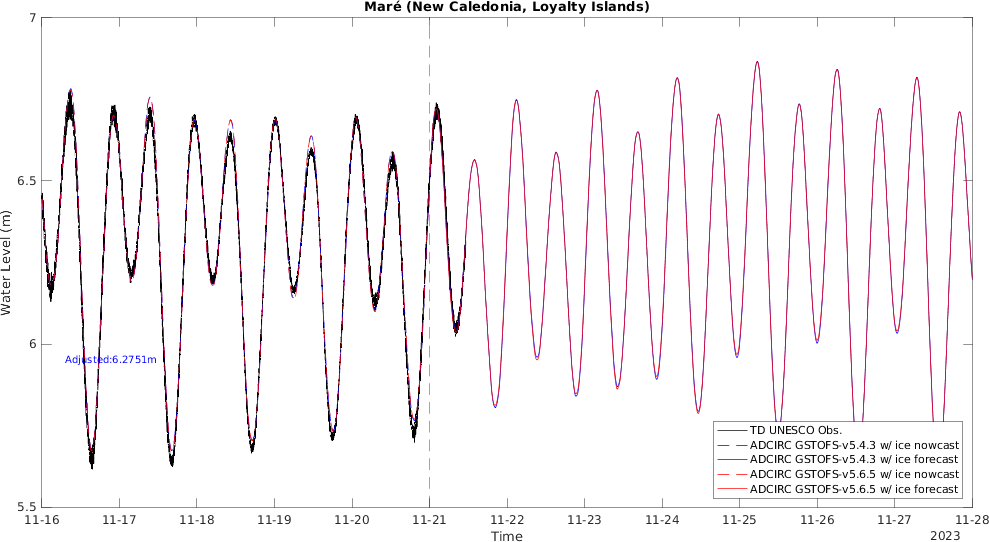 Maré (New Caledonia, Loyalty Islands)
7
6.5
6
5.5
Water Level (m)
Adjusted:6.2751m
TD UNESCO Obs.
ADCIRC GSTOFS-v5.4.3 w/ ice nowcast
ADCIRC GSTOFS-v5.4.3 w/ ice forecast
ADCIRC GSTOFS-v5.6.5 w/ ice nowcast
ADCIRC GSTOFS-v5.6.5 w/ ice forecast
11-16 11-17 11-18 11-19 11-20 11-21 11-22 11-23 11-24 11-25 11-26 11-27 11-28
Time
2023